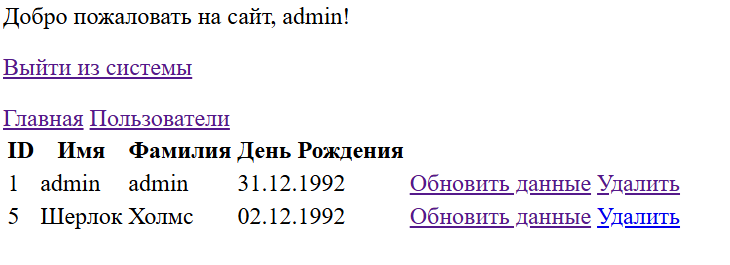 Добро пожаловать на сайт, admin!
Выйти из системы
Главная Пользователи
ID Имя Фамилия День Рождения
1 admin admin 31.12.1992 Обновить данные Удалить
5 Шерлок Холмс 02.12.1992 Обновить данные Удалить